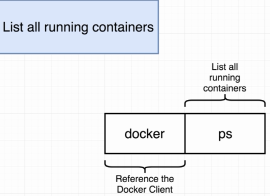 List all running containers
List all
running
containers
docker
ps
Reference the
Docker Client